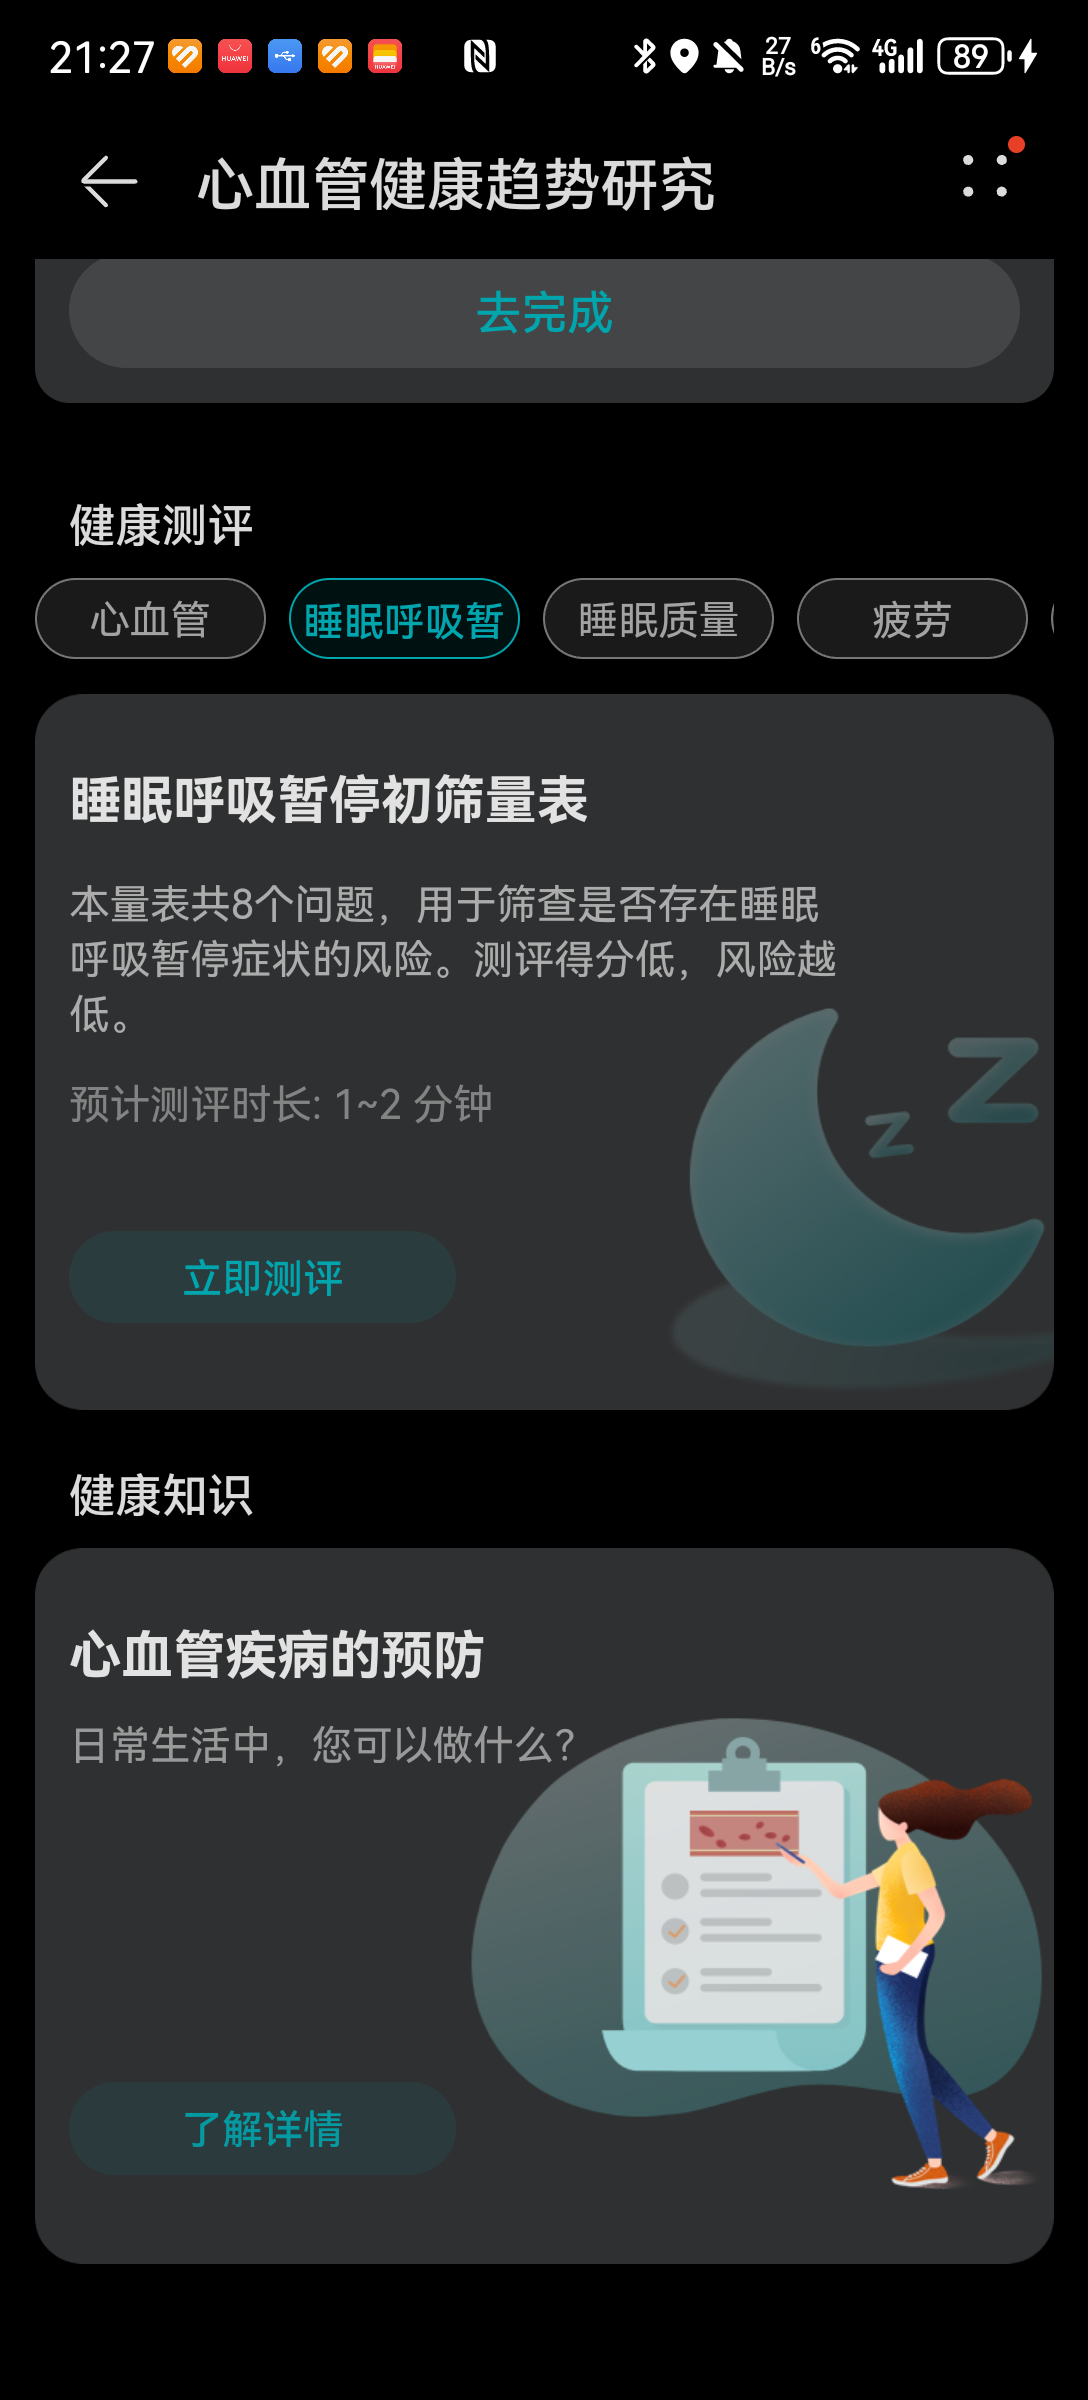 21:27
HUAWEI
HUAWEI
27
B/s
6
4G
89
心血管健康趋势研究
去完成
健康测评
心血管
睡眠呼吸暂
睡眠质量
疲劳
睡眠呼吸暂停初筛量表
本量表共8个问题，用于筛查是否存在睡眠
呼吸暂停症状的风险。测评得分低，风险越
低。
预计测评时长: 1~2 分钟
立即测评
健康知识
心血管疾病的预防
日常生活中，您可以做什么?
了解详情